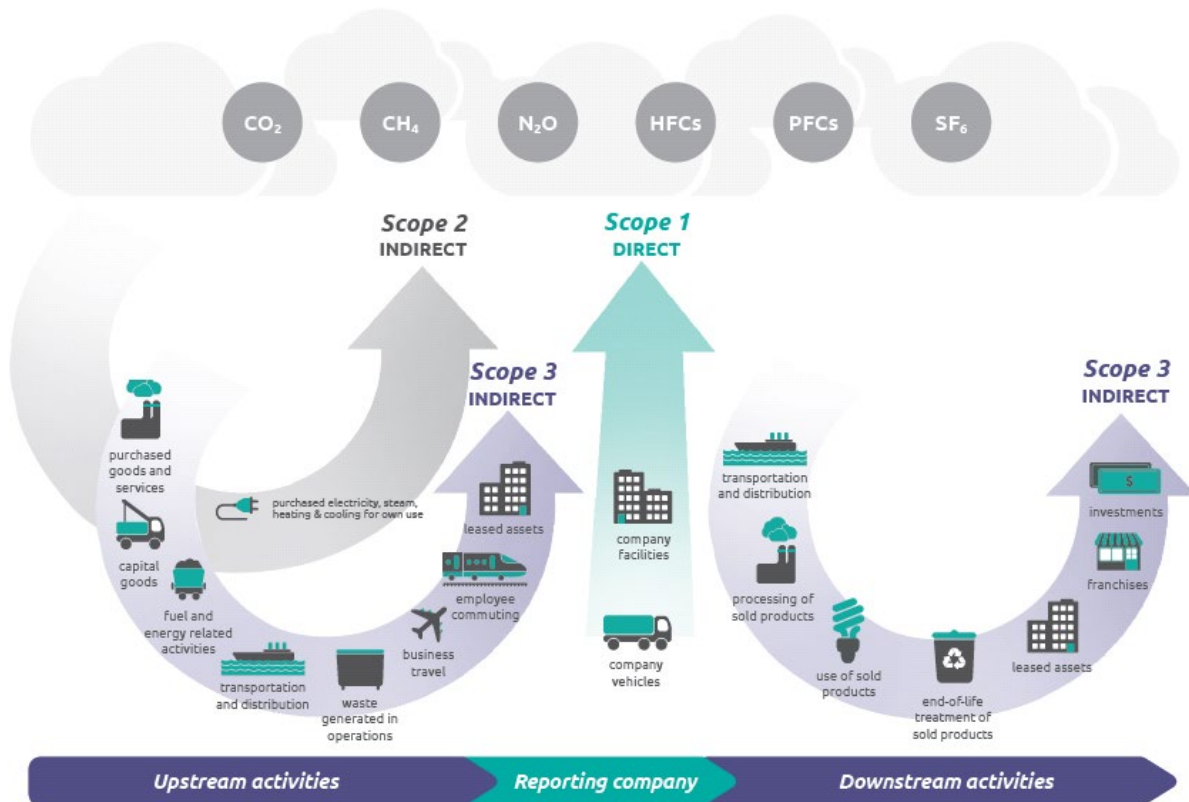 CO₂
CH₄
N₂O
HFCs
PFCs
SF₆
Scope 2
INDIRECT
Scope 1
DIRECT
Scope 3
INDIRECT
Scope 3
INDIRECT
purchased
goods and
services
capital
goods
fuel and
energy related
activities
transportation
and distribution
waste
generated in
operations
business
travel
employee
commuting
leased assets
purchased electricity, steam,
heating & cooling for own use
company
facilities
company
vehicles
transportation
and distribution
processing of
sold products
use of sold
products
end-of-life
treatment of
sold products
leased assets
franchises
$
investments
Upstream activities
Reporting company
Downstream activities